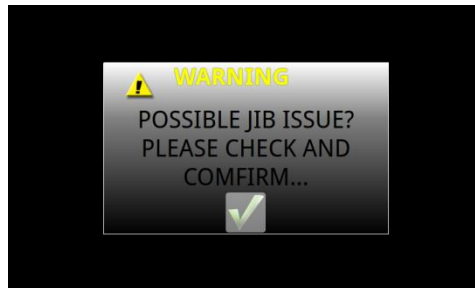 WARNING
POSSIBLE JIB ISSUE?
PLEASE CHECK AND
COMFIRM...